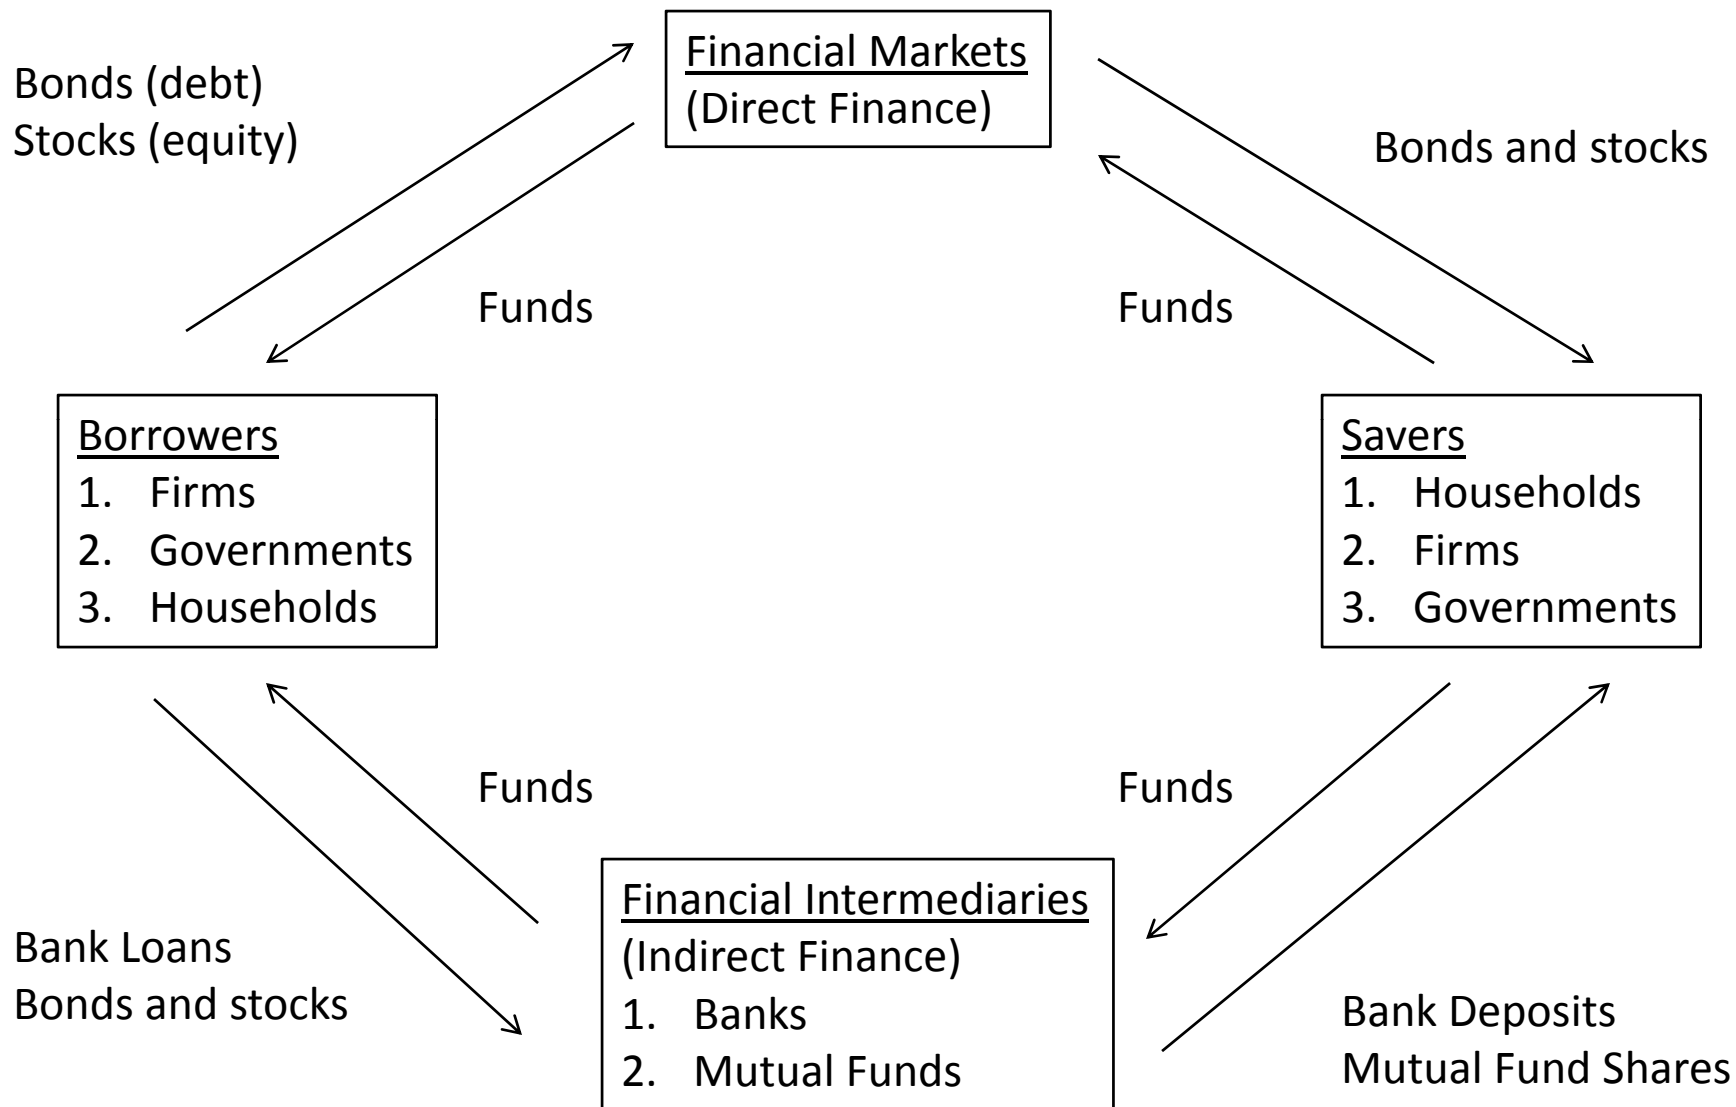 Financial Markets
(Direct Finance)
Bonds (debt)
Stocks (equity)
Bonds and stocks
Funds
Funds
Borrowers
1. Firms
2. Governments
3. Households
Savers
1. Households
2. Firms
3. Governments
Funds
Funds
Financial Intermediaries
(Indirect Finance)
1. Banks
2. Mutual Funds
Bank Loans
Bonds and stocks
Bank Deposits
Mutual Fund Shares